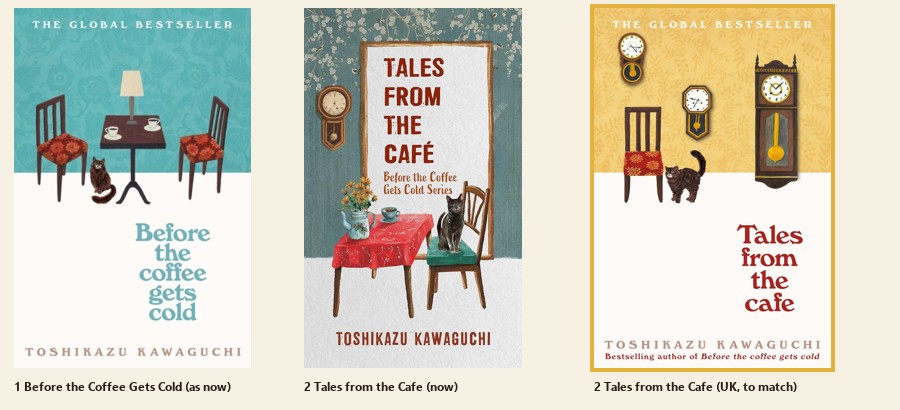 THE GLOBAL BESTSELLER
Before
the
coffee
gets
cold
TOSHIKAZU KAWAGUCHI
1 Before the Coffee Gets Cold (as now)
TALES
FROM
THE
CAFÉ
Before the Coffee
Gets Cold Series
TOSHIKAZU KAWAGUCHI
2 Tales from the Cafe (now)
THE GLOBAL BESTSELLER
Tales
from
the
cafe
TOSHIKAZU KAWAGUCHI
Bestselling author of Before the coffee gets cold
2 Tales from the Cafe (UK, to match)